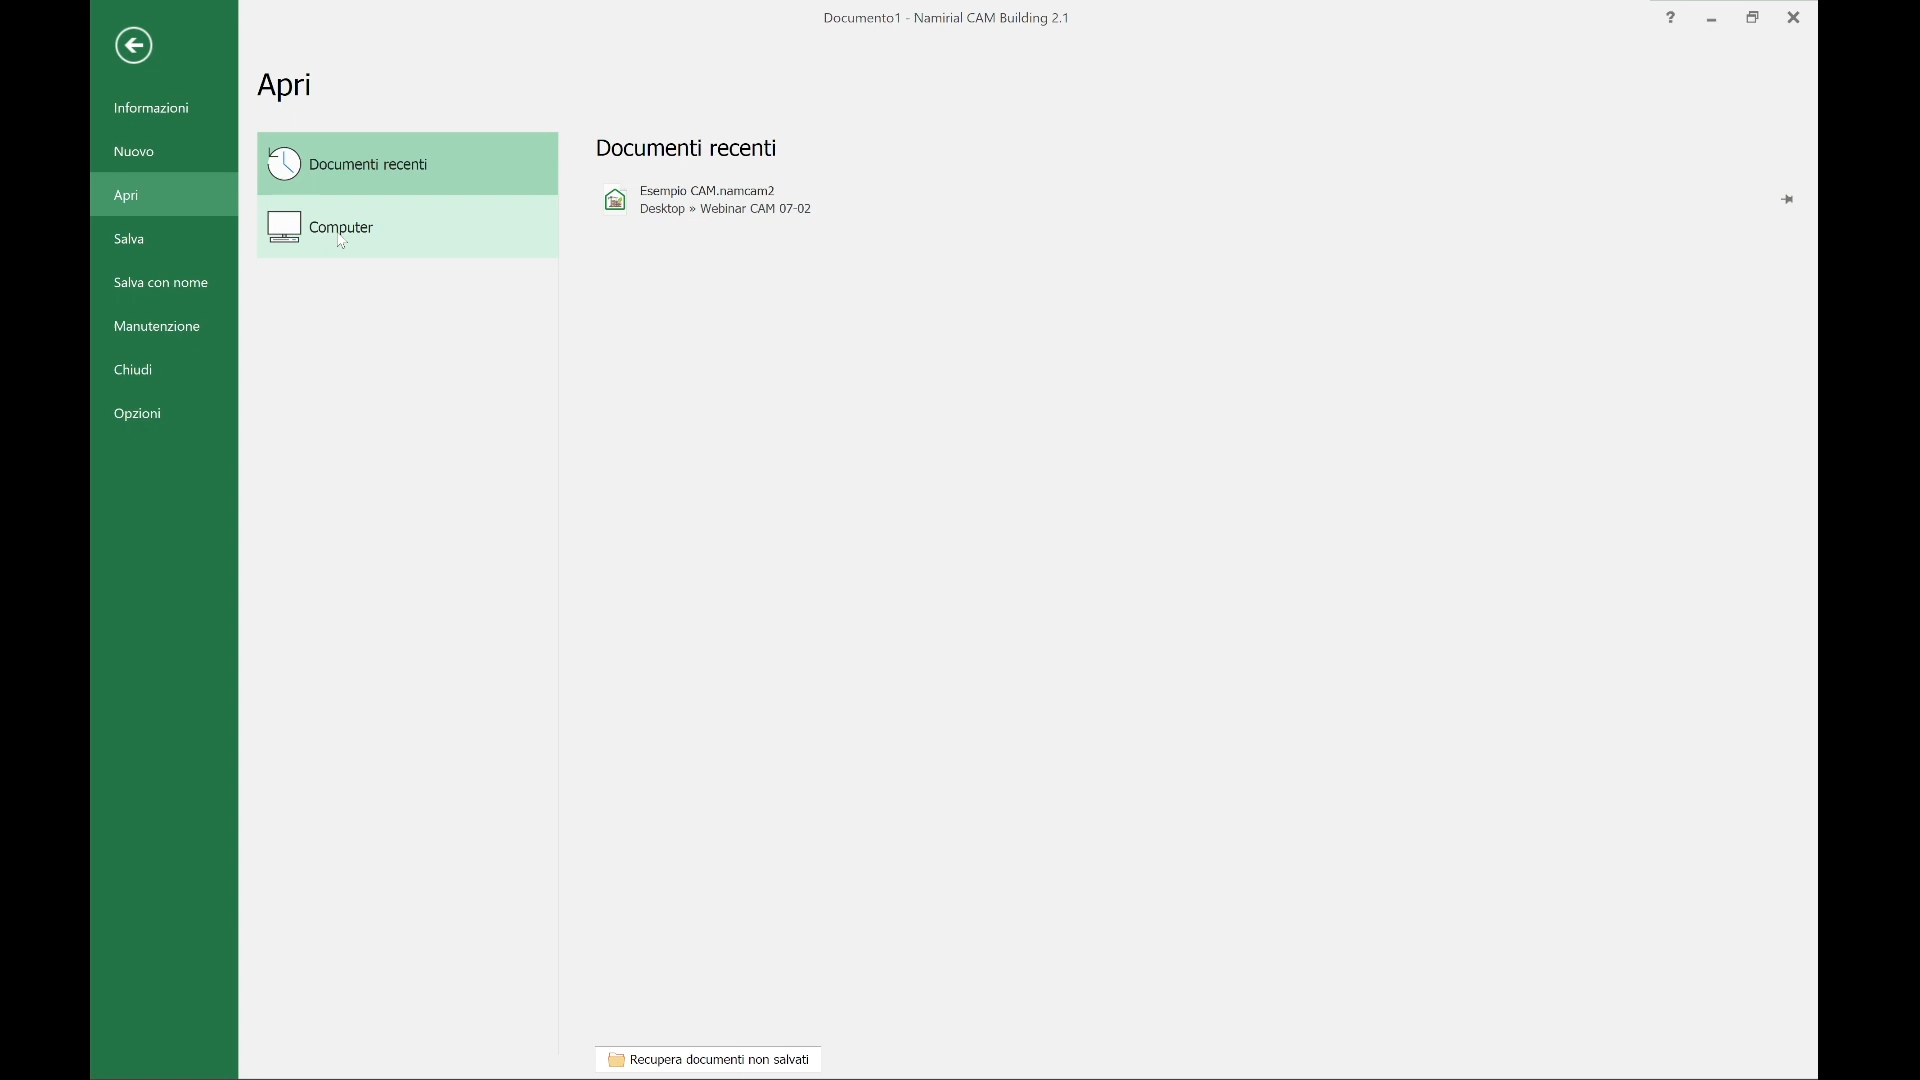 Documento1 - Namirial CAM Building 2.1
?
Informazioni
Nuovo
Apri
Salva
Salva con nome
Manutenzione
Chiudi
Opzioni
Apri
Documenti recenti
Computer
Documenti recenti
Esempio CAM.namcam2
Desktop » Webinar CAM 07-02
Recupera documenti non salvati